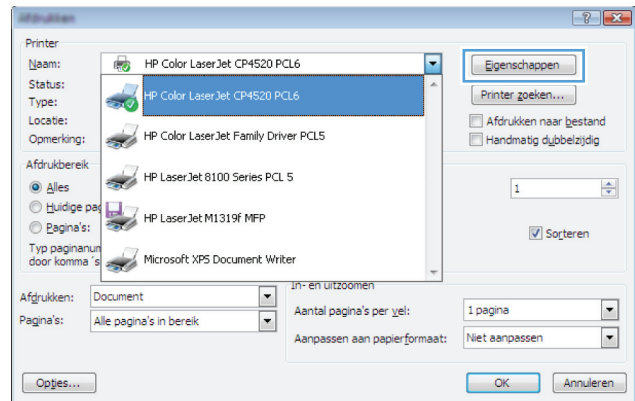 Afdrukken
Printer
Naam: HP Color LaserJet CP4520 PCL6 Eigenschappen
Status:
HP Color LaserJet CP4520 PCL6 Printer zoeken...
Type:
Locatie: Afdrukken naar bestand
Opmerking: HP Color LaserJet Family Driver PCL5 Handmatig dubbelzijdig
Afdrukbereik
HP LaserJet 8100 Series PCL 5
Alles 1
Huidige pag
HP LaserJet M1319f MFP
Pagina's: Sorteren
Typ paginanum
door komma 's Microsoft XPS Document Writer
In- en uitzoomen
Afdrukken: Document
Aantal pagina's per vel: 1 pagina
Pagina's: Alle pagina's in bereik
Aanpassen aan papierformaat: Niet aanpassen
Opties... OK Annuleren